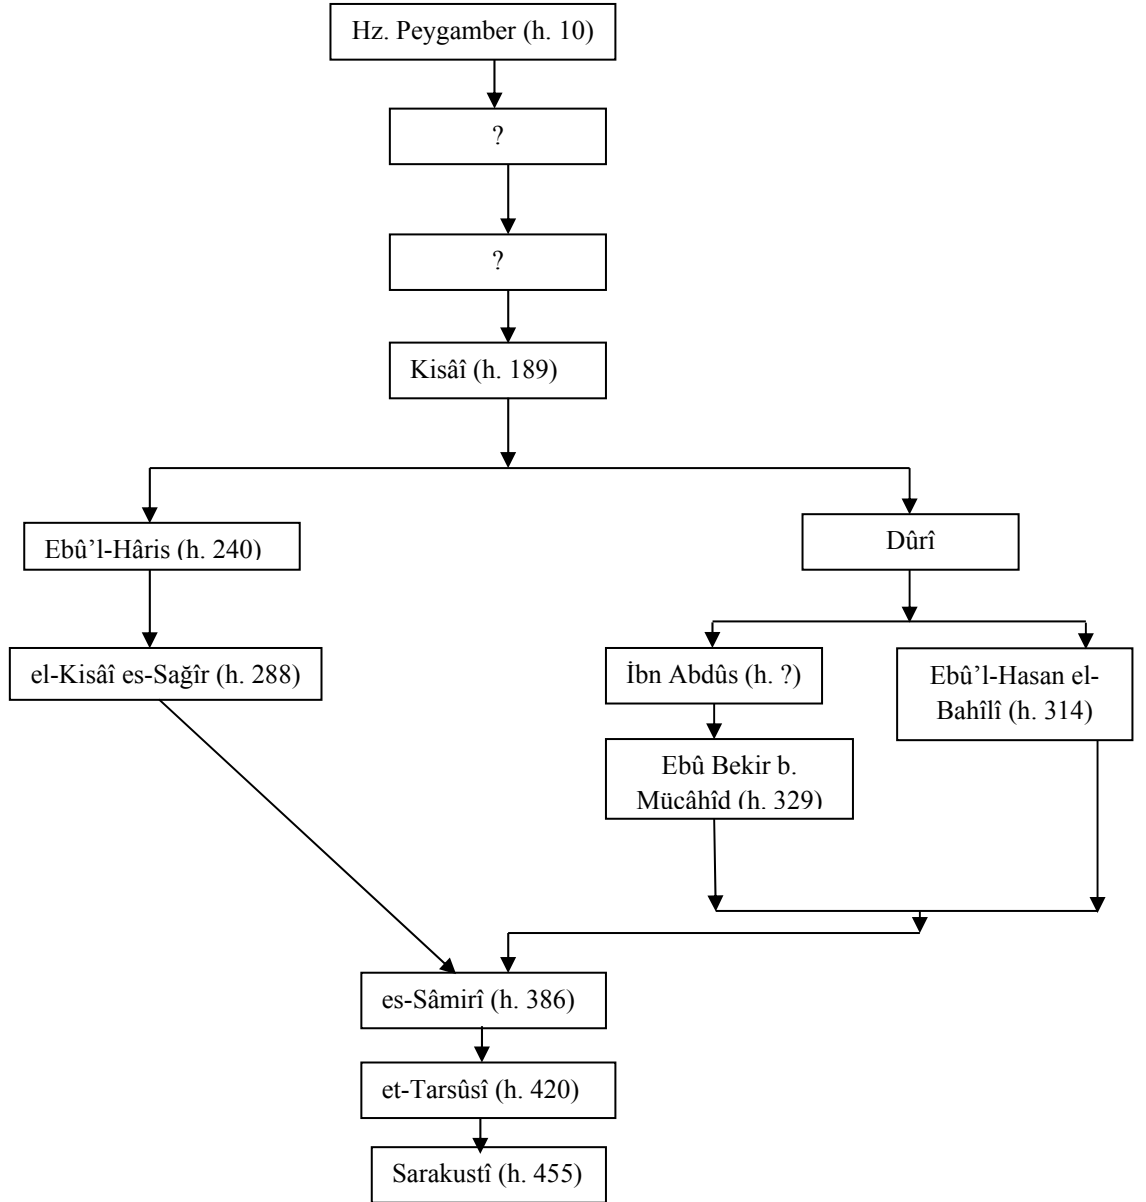 Hz. Peygamber (h. 10)
?
?
Kisâî (h. 189)
Ebû’l-Hâris (h. 240)
Dûrî
el-Kisâî es-Sağîr (h. 288)
İbn Abdûs (h. ?)
Ebû’l-Hasan el-
Bahîlî (h. 314)
Ebû Bekir b.
Mücâhîd (h. 329)
es-Sâmirî (h. 386)
et-Tarsûsî (h. 420)
Sarakustî (h. 455)